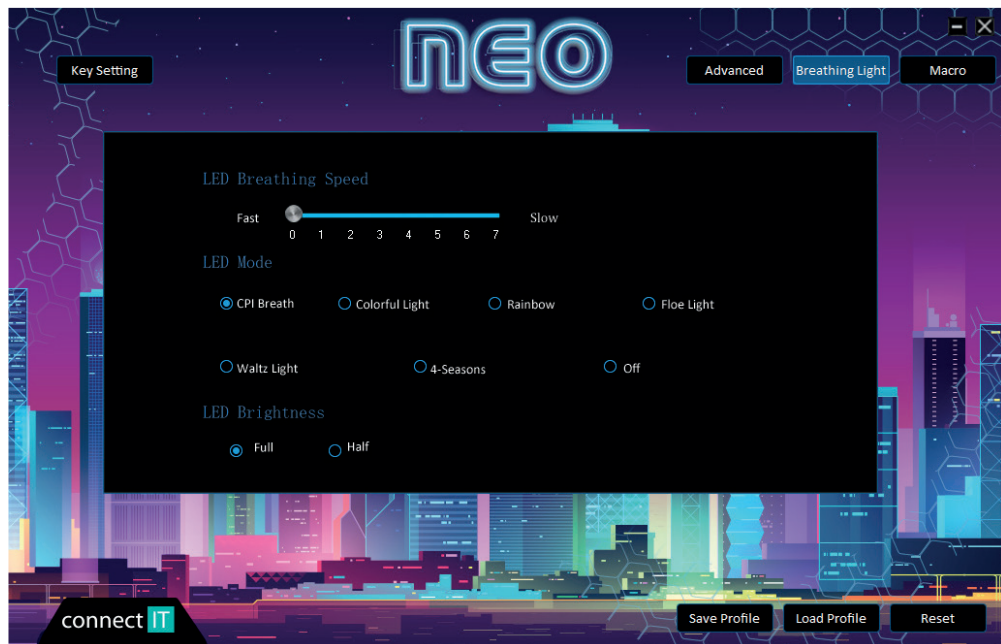 NEO
Key Setting
Advanced
Breathing Light
Macro
LED Breathing Speed
Fast
Slow
0 1 2 3 4 5 6 7
LED Mode
CPI Breath Colorful Light Rainbow Floe Light
Waltz Light 4-Seasons Off
LED Brightness
Full Half
connect IT
Save Profile Load Profile Reset